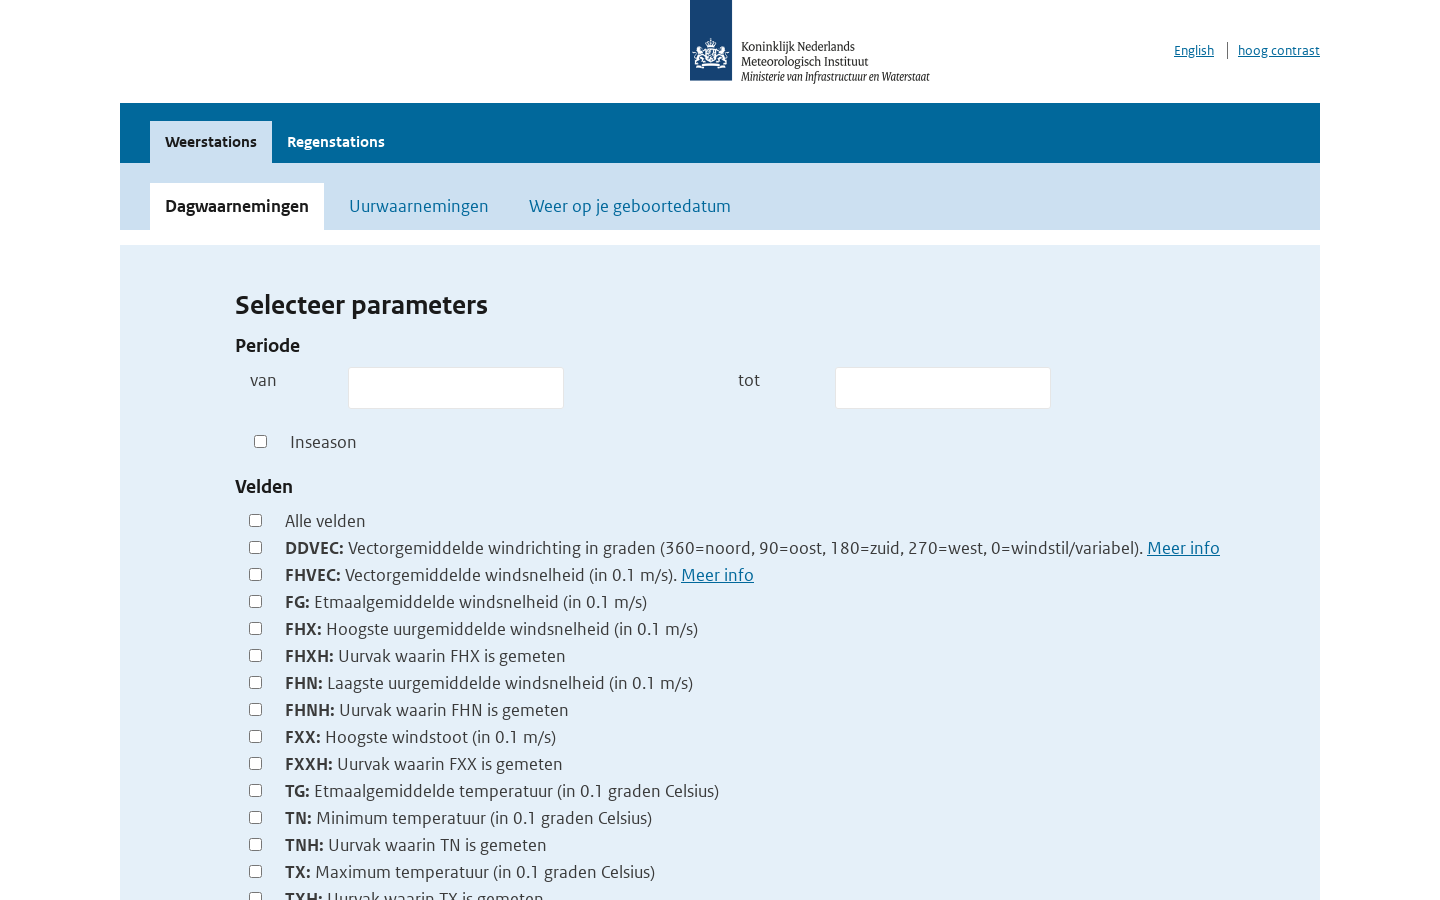 Koninklijk Nederlands
Meteorologisch Instituut
Ministerie van Infrastructuur en Waterstaat
English
hoog contrast
Weerstations
Regenstations
Dagwaarnemingen
Uurwaarnemingen
Weer op je geboortedatum
Selecteer parameters
Periode
van
tot
Inseason
Velden
Alle velden
DDVEC: Vectorgemiddelde windrichting in graden (360=noord, 90=oost, 180=zuid, 270=west, 0=windstil/variabel). Meer info
FHVEC: Vectorgemiddelde windsnelheid (in 0.1 m/s). Meer info
FG: Etmaalgemiddelde windsnelheid (in 0.1 m/s)
FHX: Hoogste uurgemiddelde windsnelheid (in 0.1 m/s)
FHXH: Uurvak waarin FHX is gemeten
FHN: Laagste uurgemiddelde windsnelheid (in 0.1 m/s)
FHNH: Uurvak waarin FHN is gemeten
FXX: Hoogste windstoot (in 0.1 m/s)
FXXH: Uurvak waarin FXX is gemeten
TG: Etmaalgemiddelde temperatuur (in 0.1 graden Celsius)
TN: Minimum temperatuur (in 0.1 graden Celsius)
TNH: Uurvak waarin TN is gemeten
TX: Maximum temperatuur (in 0.1 graden Celsius)
TXH: Uurvak waarin TX is gemeten